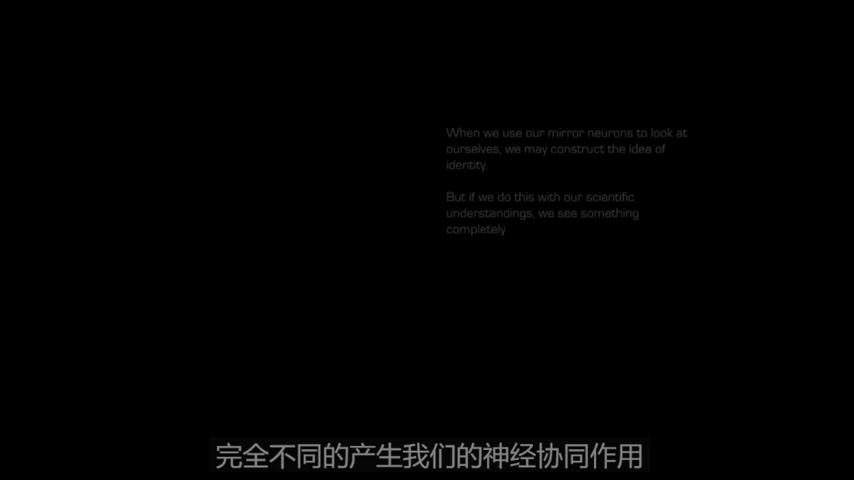 When we use our mirror neurons to look at
ourselves, we may construct the idea of
identity.
But if we do this with our scientific
understandings, we see something
completely
完全不同的产生我们的神经协同作用